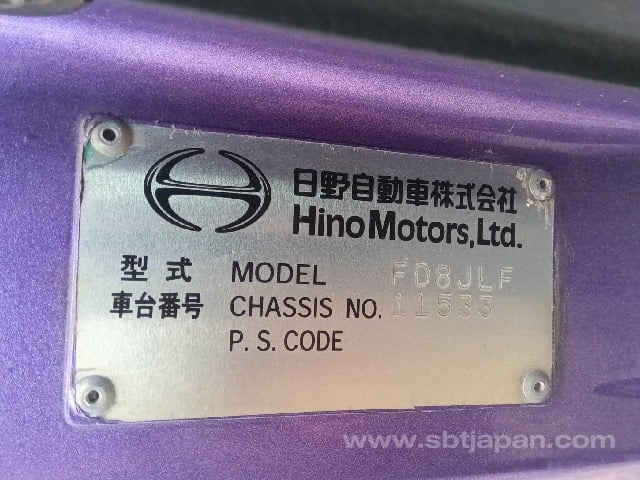 日野自動車株式会社
Hino Motors,Ltd.
型式 MODEL FD8JLF
車台番号 CHASSIS NO. 11533
P.S.CODE
www.sbtjapan.com